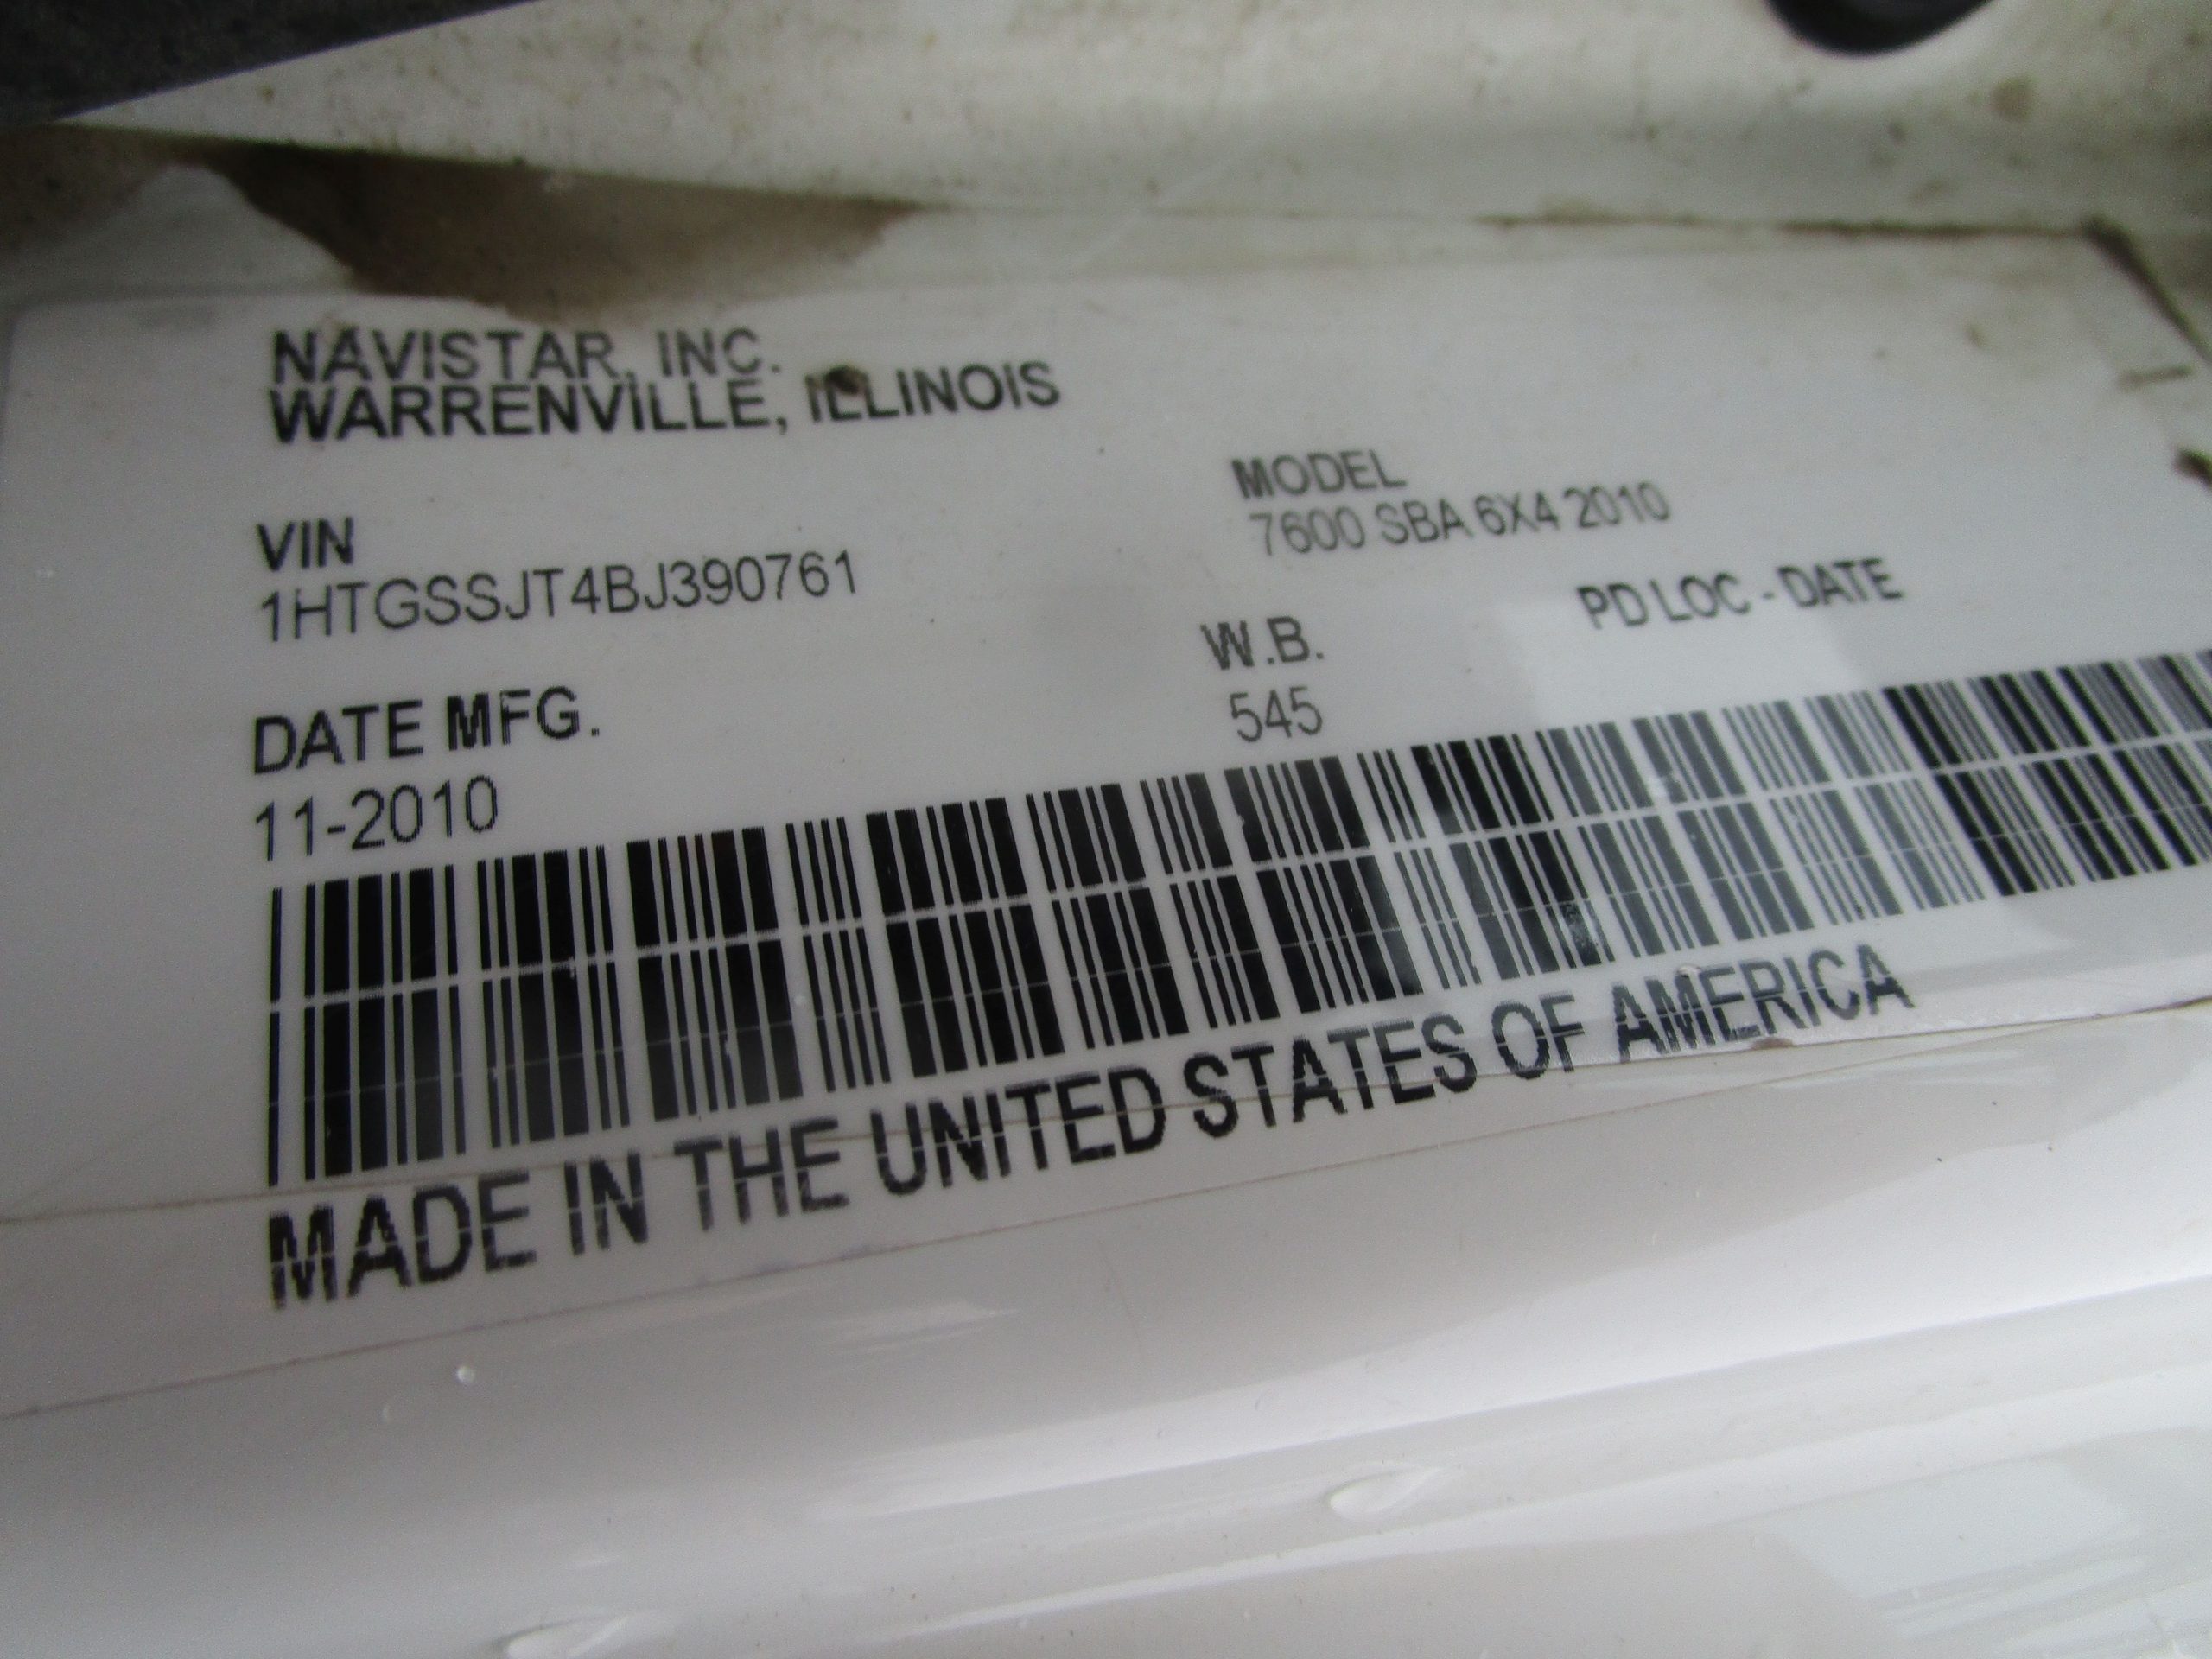 NAVISTAR, INC.
WARRENVILLE, ILLINOIS
VIN
1HTGSSJT4BJ390761
MODEL
7600 SBA 6X4 2010
DATE MFG.
11-2010
W.B.
545
PD LOC - DATE
MADE IN THE UNITED STATES OF AMERICA